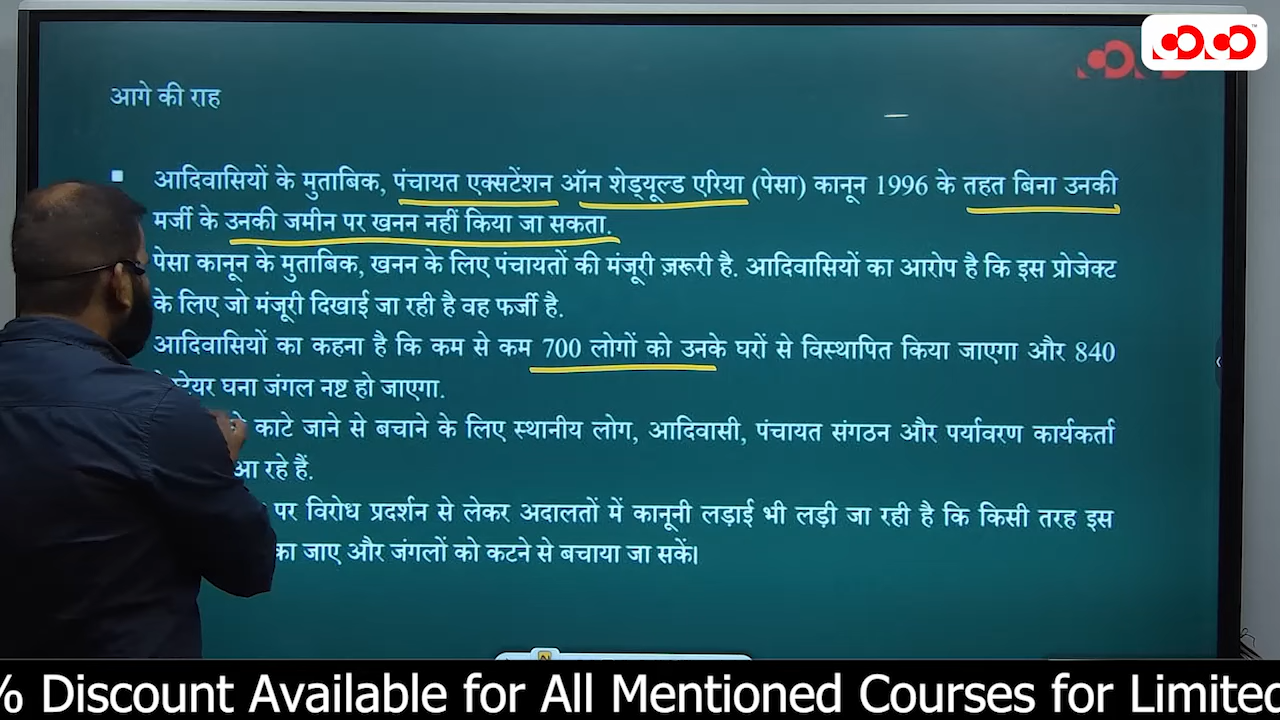 आगे की राह
आदिवासियों के मुताबिक, पंचायत एक्सटेंशन ऑन शेड्यूल्ड एरिया (पेसा) कानून 1996 के तहत बिना उनकी
मर्जी के उनकी जमीन पर खनन नहीं किया जा सकता.
पेसा कानून के मुताबिक, खनन के लिए पंचायतों की मंजूरी ज़रूरी है. आदिवासियों का आरोप है कि इस प्रोजेक्ट
के लिए जो मंजूरी दिखाई जा रही है वह फर्जी है.
आदिवासियों का कहना है कि कम से कम 700 लोगों को उनके घरों से विस्थापित किया जाएगा और 840
घना जंगल नष्ट हो जाएगा.
काटे जाने से बचाने के लिए स्थानीय लोग, आदिवासी, पंचायत संगठन और पर्यावरण कार्यकर्ता
आ रहे हैं.
पर विरोध प्रदर्शन से लेकर अदालतों में कानूनी लड़ाई भी लड़ी जा रही है कि किसी तरह इस
जाए और जंगलों को कटने से बचाया जा सकें।
% Discount Available for All Mentioned Courses for Limited